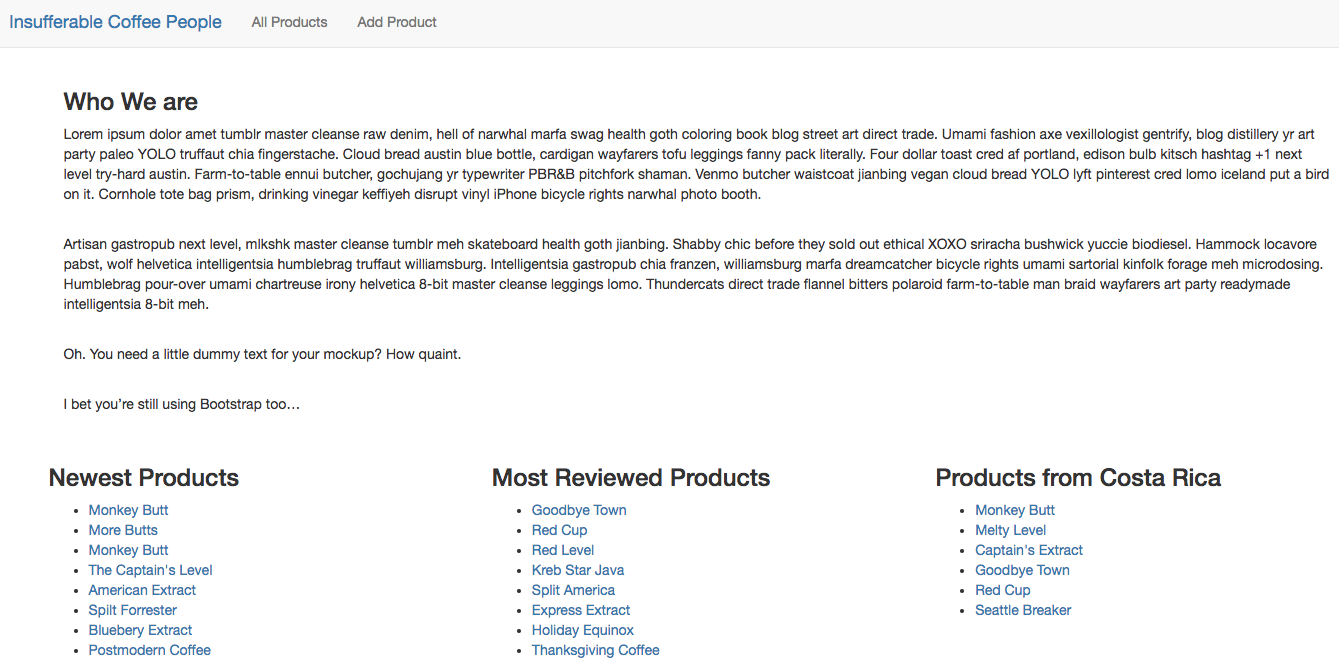 Insufferable Coffee People All Products Add Product
Who We are
Lorem ipsum dolor amet tumblr master cleanse raw denim, hell of narwhal marfa swag health goth coloring book blog street art direct trade. Umami fashion axe vexillologist gentrify, blog distillery yr art
party paleo YOLO truffaut chia fingerstache. Cloud bread austin blue bottle, cardigan wayfarers tofu leggings fanny pack literally. Four dollar toast cred af portland, edison bulb kitsch hashtag +1 next
level try-hard austin. Farm-to-table ennui butcher, gochujang yr typewriter PBR&B pitchfork shaman. Venmo butcher waistcoat jianbing vegan cloud bread YOLO lyft pinterest cred lomo iceland put a bird
on it. Cornhole tote bag prism, drinking vinegar keffiyeh disrupt vinyl iPhone bicycle rights narwhal photo booth.
Artisan gastropub next level, mlkshk master cleanse tumblr meh skateboard health goth jianbing. Shabby chic before they sold out ethical XOXO sriracha bushwick yuccie biodiesel. Hammock locavore
pabst, wolf helvetica intelligentsia humblebrag truffaut williamsburg. Intelligentsia gastropub chia franzen, williamsburg marfa dreamcatcher bicycle rights umami sartorial kinfolk forage meh microdosing.
Humblebrag pour-over umami chartreuse irony helvetica 8-bit master cleanse leggings lomo. Thundercats direct trade flannel bitters polaroid farm-to-table man braid wayfarers art party readymade
intelligentsia 8-bit meh.
Oh. You need a little dummy text for your mockup? How quaint.
I bet you’re still using Bootstrap too…
Newest Products
Monkey Butt
More Butts
Monkey Butt
The Captain's Level
American Extract
Spilt Forrester
Bluebery Extract
Postmodern Coffee
Most Reviewed Products
Goodbye Town
Red Cup
Red Level
Kreb Star Java
Split America
Express Extract
Holiday Equinox
Thanksgiving Coffee
Products from Costa Rica
Monkey Butt
Melty Level
Captain's Extract
Goodbye Town
Red Cup
Seattle Breaker